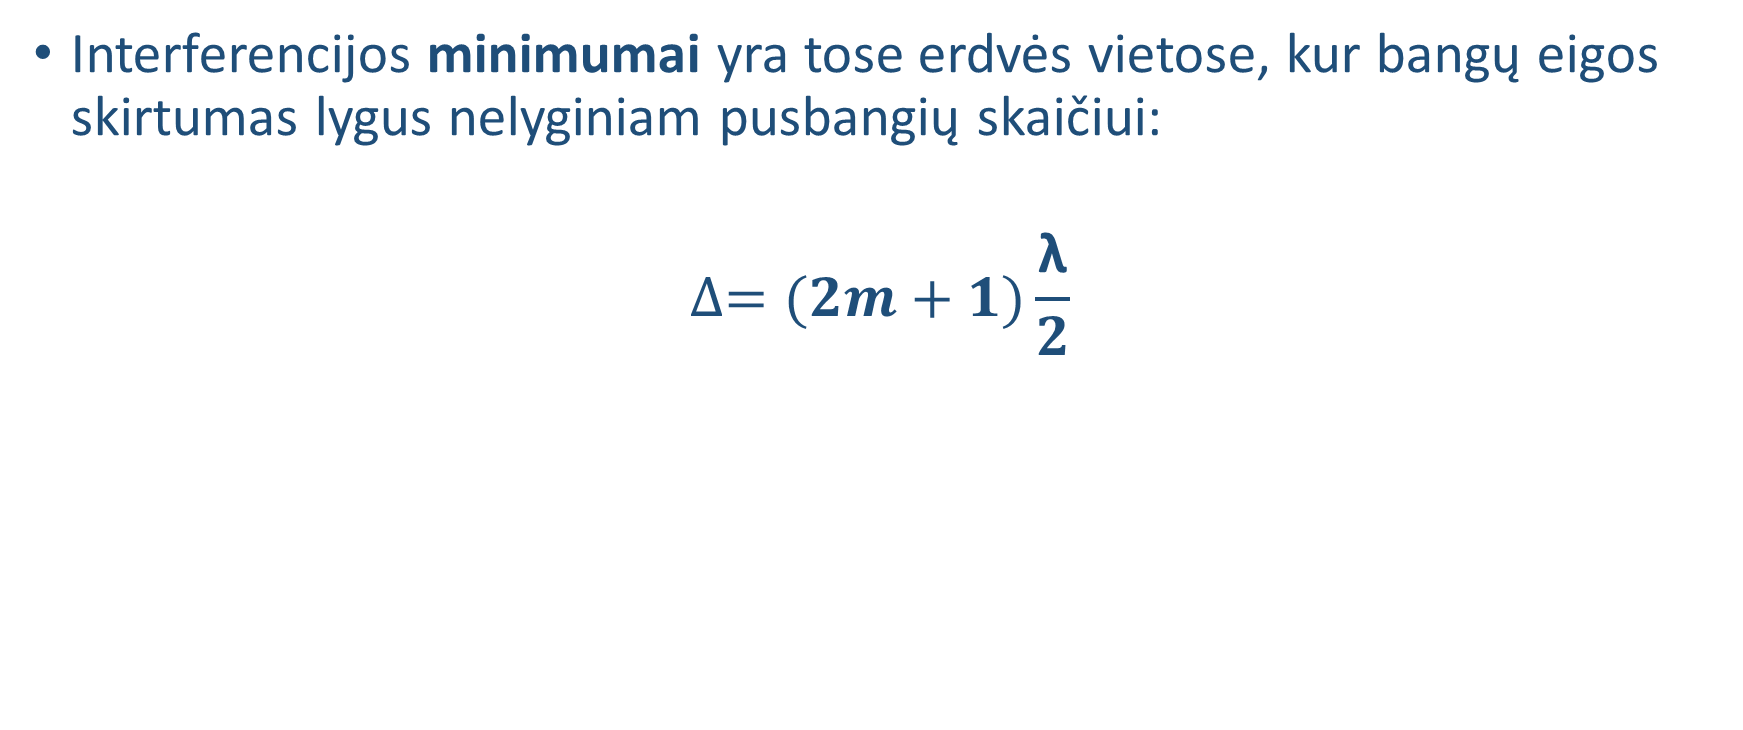 • Interferencijos minimumai yra tose erdvės vietose, kur bangų eigos
skirtumas lygus nelyginiam pusbangių skaičiui:
Δ= (2m + 1) λ/2